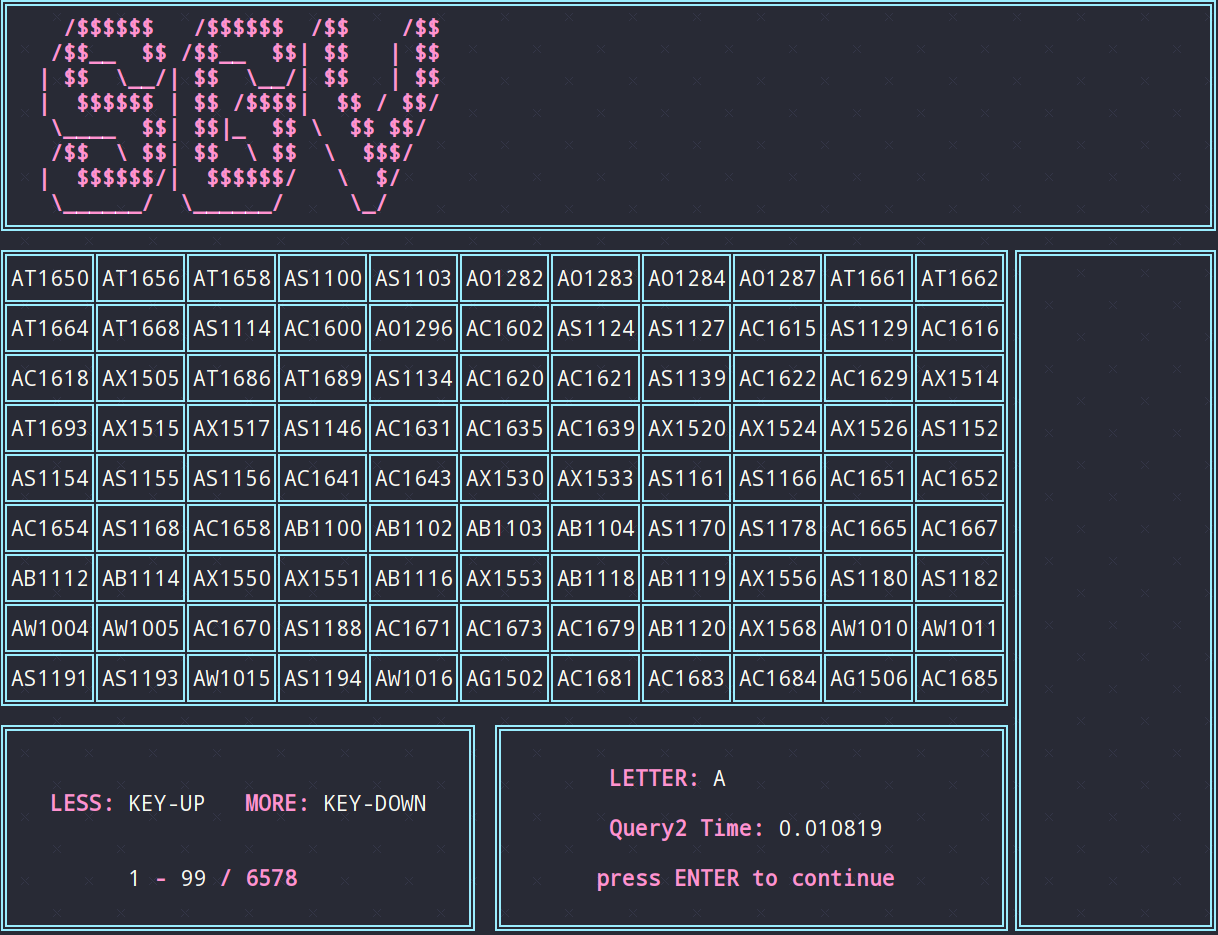 /$$$$$$   /$$$$$$  /$$    /$$
 /$$__  $$ /$$__  $$| $$   | $$
| $$  \__/| $$  \__/| $$   | $$
|  $$$$$$ | $$ /$$$$|  $$ / $$/
 \____  $$| $$|_  $$ \  $$ $$/
 /$$  \ $$| $$  \ $$  \  $$$/
|  $$$$$$/|  $$$$$$/   \  $/
 \______/  \______/     \_/
AT1650 AT1656 AT1658 AS1100 AS1103 AO1282 AO1283 AO1284 AO1287 AT1661 AT1662
AT1664 AT1668 AS1114 AC1600 AO1296 AC1602 AS1124 AS1127 AC1615 AS1129 AC1616
AC1618 AX1505 AT1686 AT1689 AS1134 AC1620 AC1621 AS1139 AC1622 AC1629 AX1514
AT1693 AX1515 AX1517 AS1146 AC1631 AC1635 AC1639 AX1520 AX1524 AX1526 AS1152
AS1154 AS1155 AS1156 AC1641 AC1643 AX1530 AX1533 AS1161 AS1166 AC1651 AC1652
AC1654 AS1168 AC1658 AB1100 AB1102 AB1103 AB1104 AS1170 AS1178 AC1665 AC1667
AB1112 AB1114 AX1550 AX1551 AB1116 AX1553 AB1118 AB1119 AX1556 AS1180 AS1182
AW1004 AW1005 AC1670 AS1188 AC1671 AC1673 AC1679 AB1120 AX1568 AW1010 AW1011
AS1191 AS1193 AW1015 AS1194 AW1016 AG1502 AC1681 AC1683 AC1684 AG1506 AC1685
LESS: KEY-UP MORE: KEY-DOWN
1 - 99 / 6578
LETTER: A
Query2 Time: 0.010819
press ENTER to continue